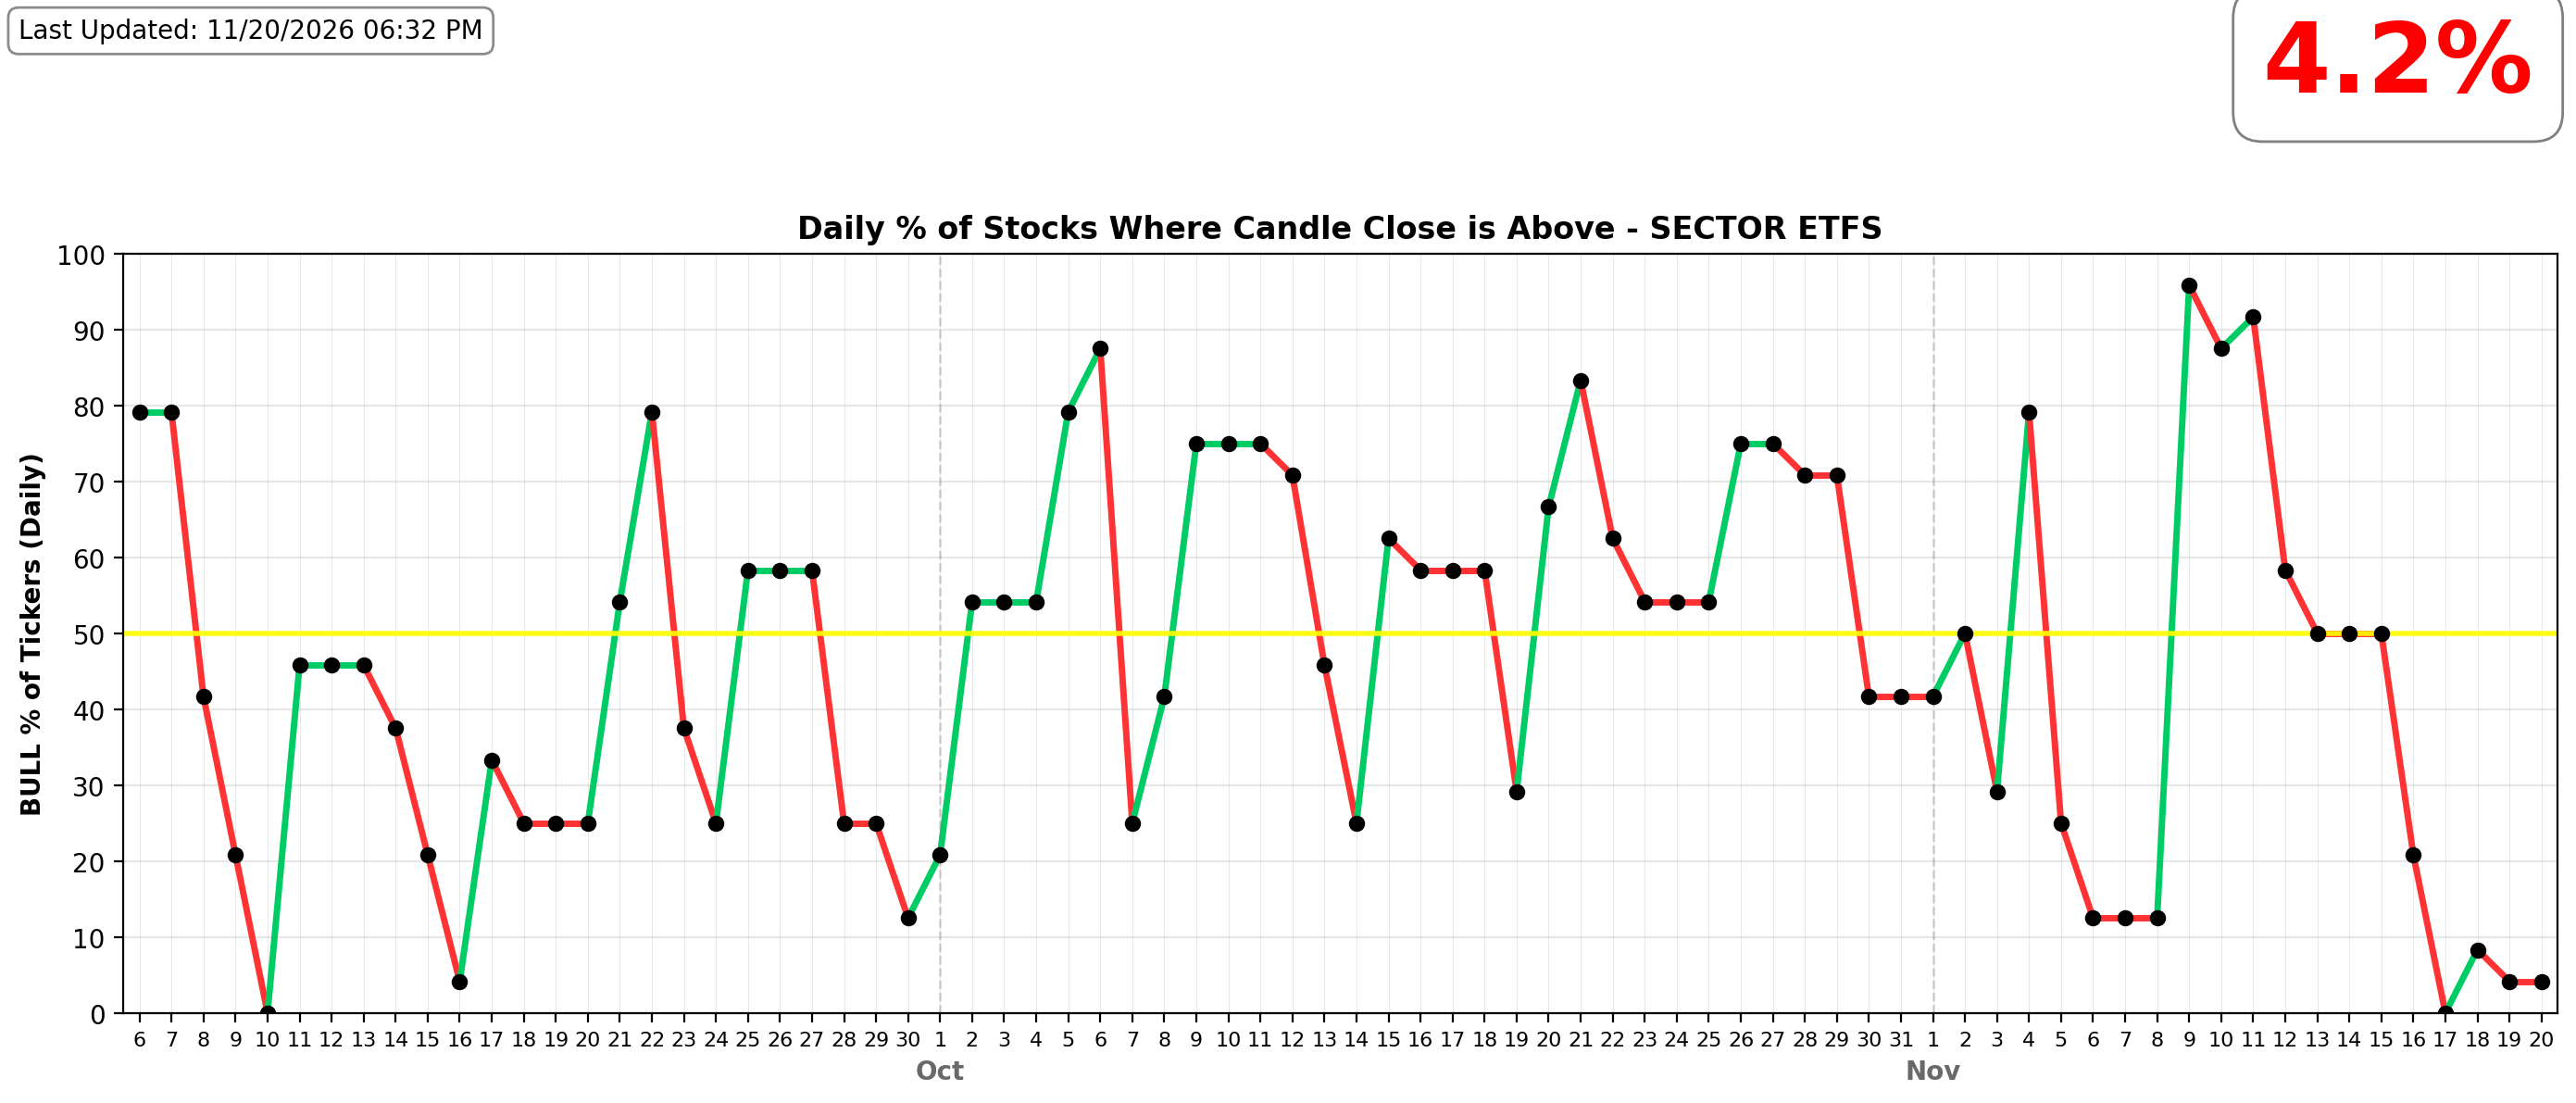 Last Updated: 11/20/2026 06:32 PM
4.2%
Daily % of Stocks Where Candle Close is Above - SECTOR ETFS
BULL % of Tickers (Daily)
100
90
80
70
60
50
40
30
20
10
0
6 7 8 9 10 11 12 13 14 15 16 17 18 19 20 21 22 23 24 25 26 27 28 29 30 1 2 3 4 5 6 7 8 9 10 11 12 13 14 15 16 17 18 19 20 21 22 23 24 25 26 27 28 29 30 31 1 2 3 4 5 6 7 8 9 10 11 12 13 14 15 16 17 18 19 20
Oct Nov